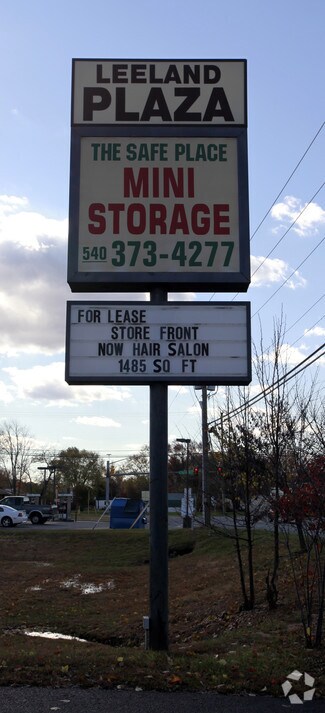 LEELAND
PLAZA
THE SAFE PLACE
MINI
STORAGE
540 373-4277
FOR LEASE
STORE FRONT
NOW HAIR SALON
1485 SQ FT